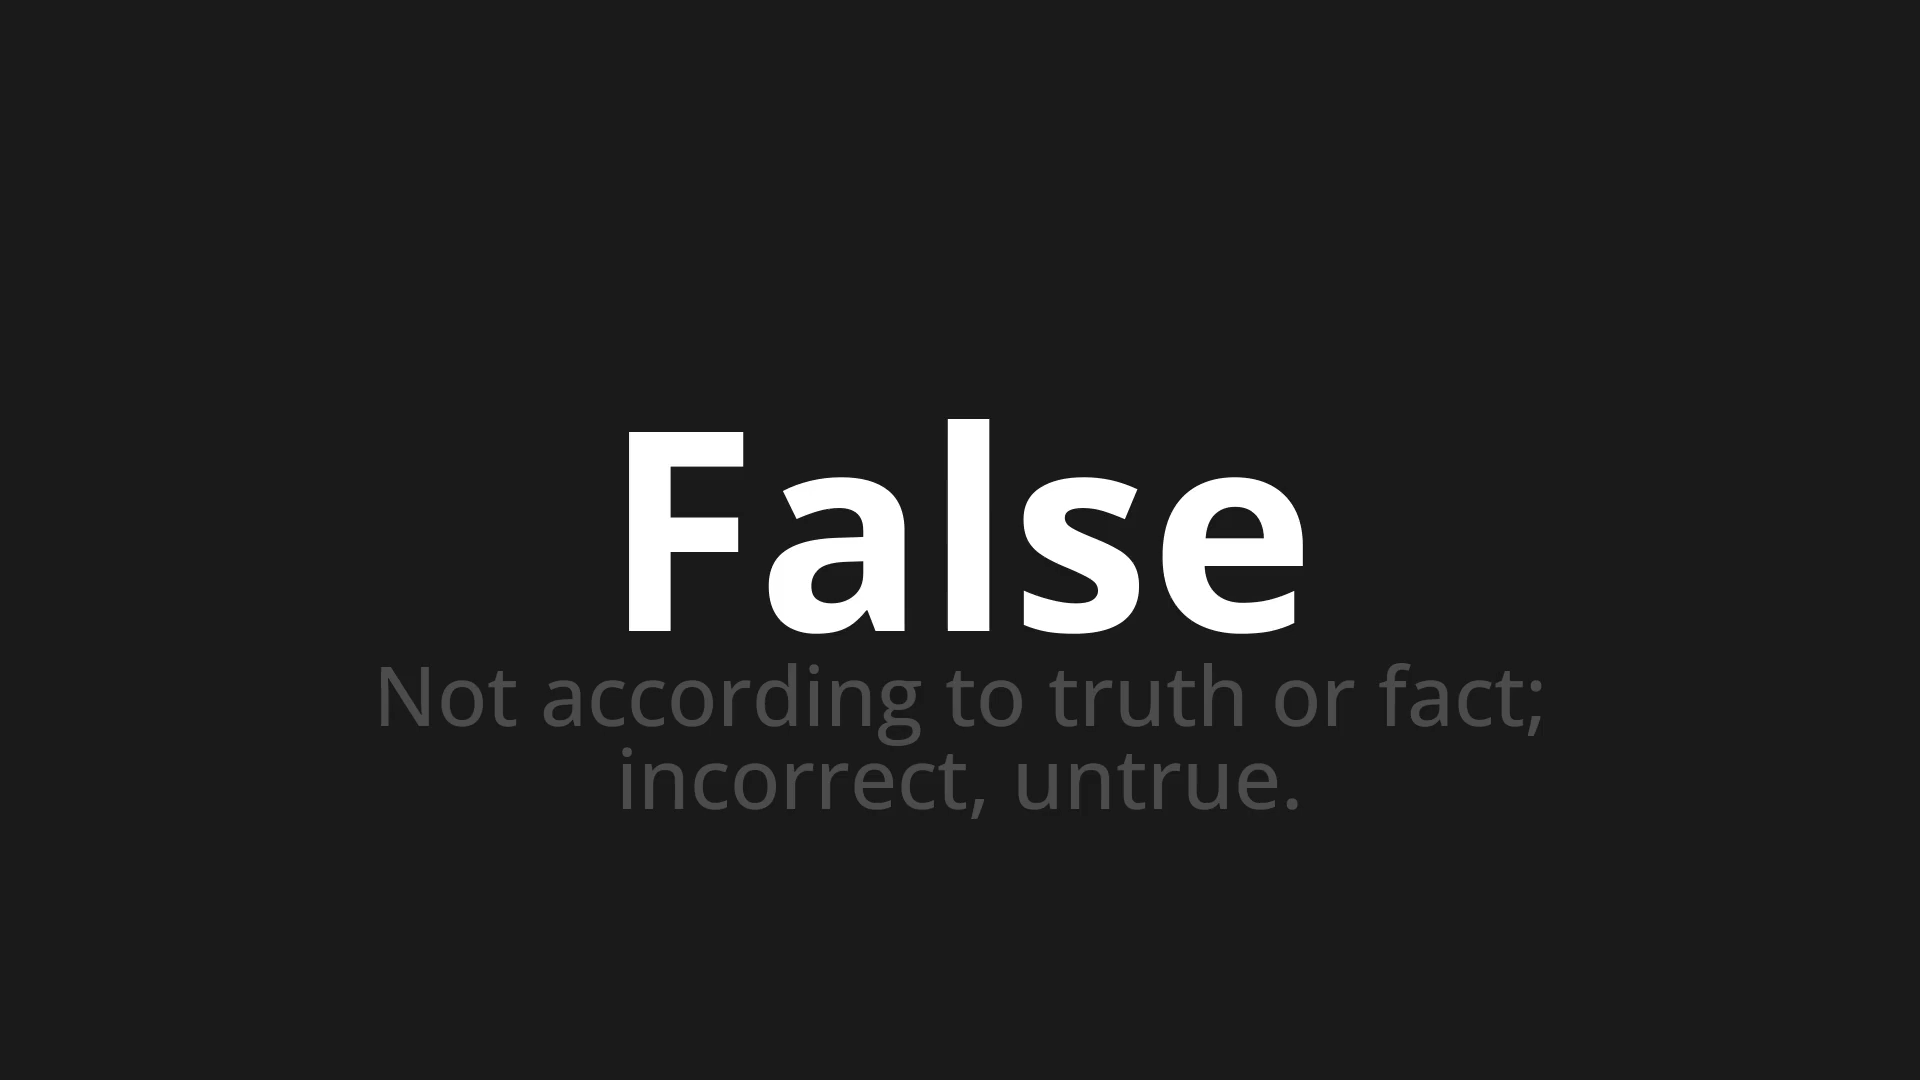 False
Not according to truth or fact;
incorrect, untrue.